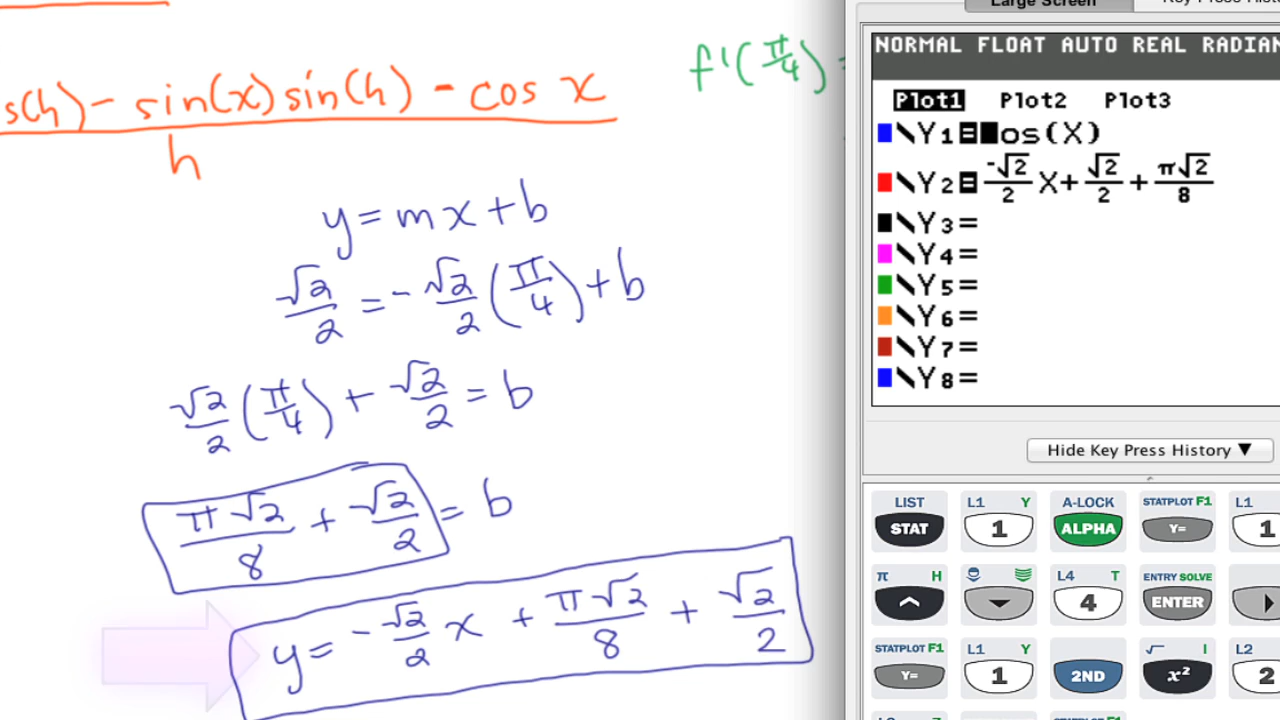 s(h) - sin(x) sin(h) - cos x
h
f'(π/4) =
y = mx + b
√2/2 = - √2/2 (π/4) + b
√2/2 (π/4) + √2/2 = b
π√2/8 + √2/2 = b
y = - √2/2 x + π√2/8 + √2/2
Large Screen
NORMAL FLOAT AUTO REAL RADIAN
Plot1 Plot2 Plot3
\Y1=█os(X)
\Y2=-√2/2 X+√2/2+π√2/8
\Y3=
\Y4=
\Y5=
\Y6=
\Y7=
\Y8=
Hide Key Press History ▼
LIST L1 Y A-LOCK STATPLOT F1 L1
STAT 1 ALPHA Y= 1
π H L4 T ENTRY SOLVE
4 ENTER
STATPLOT F1 L1 Y √ I L2
Y= 1 2ND x² 2